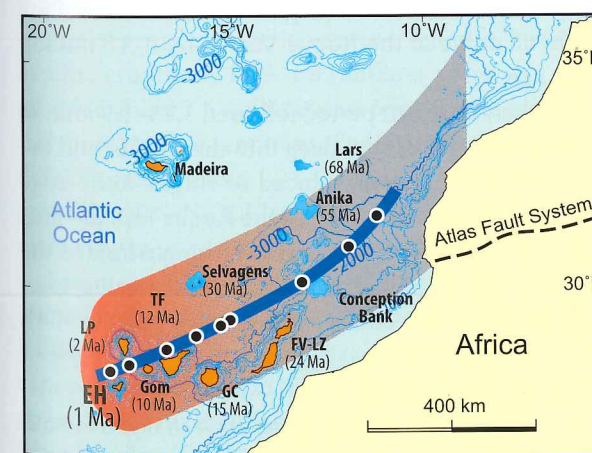 20°W
15°W
10°W
35°
-3000
-3000
Madeira
Lars
(68 Ma)
Anika
(55 Ma)
Atlantic
Ocean
Atlas Fault System
-3000
-2000
Selvagens
(30 Ma)
30°
TF
(12 Ma)
Conception
Bank
1000
LP
(2 Ma)
FV-LZ
(24 Ma)
Africa
EH
(1 Ma)
Gom
(10 Ma)
GC
(15 Ma)
400 km